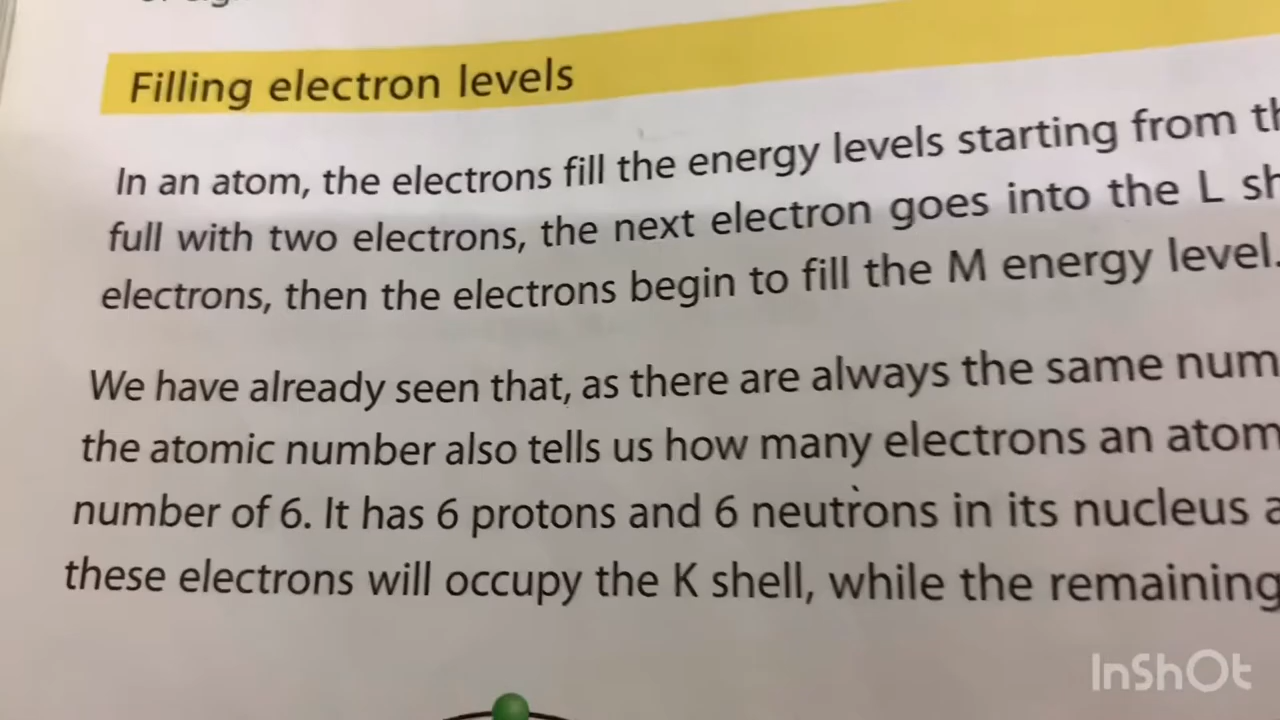 Filling electron levels
In an atom, the electrons fill the energy levels starting from
full with two electrons, the next electron goes into the L
electrons, then the electrons begin to fill the M energy level.
We have already seen that, as there are always the same
the atomic number also tells us how many electrons an atom
number of 6. It has 6 protons and 6 neutrons in its nucleus
these electrons will occupy the K shell, while the remaining
InShOt